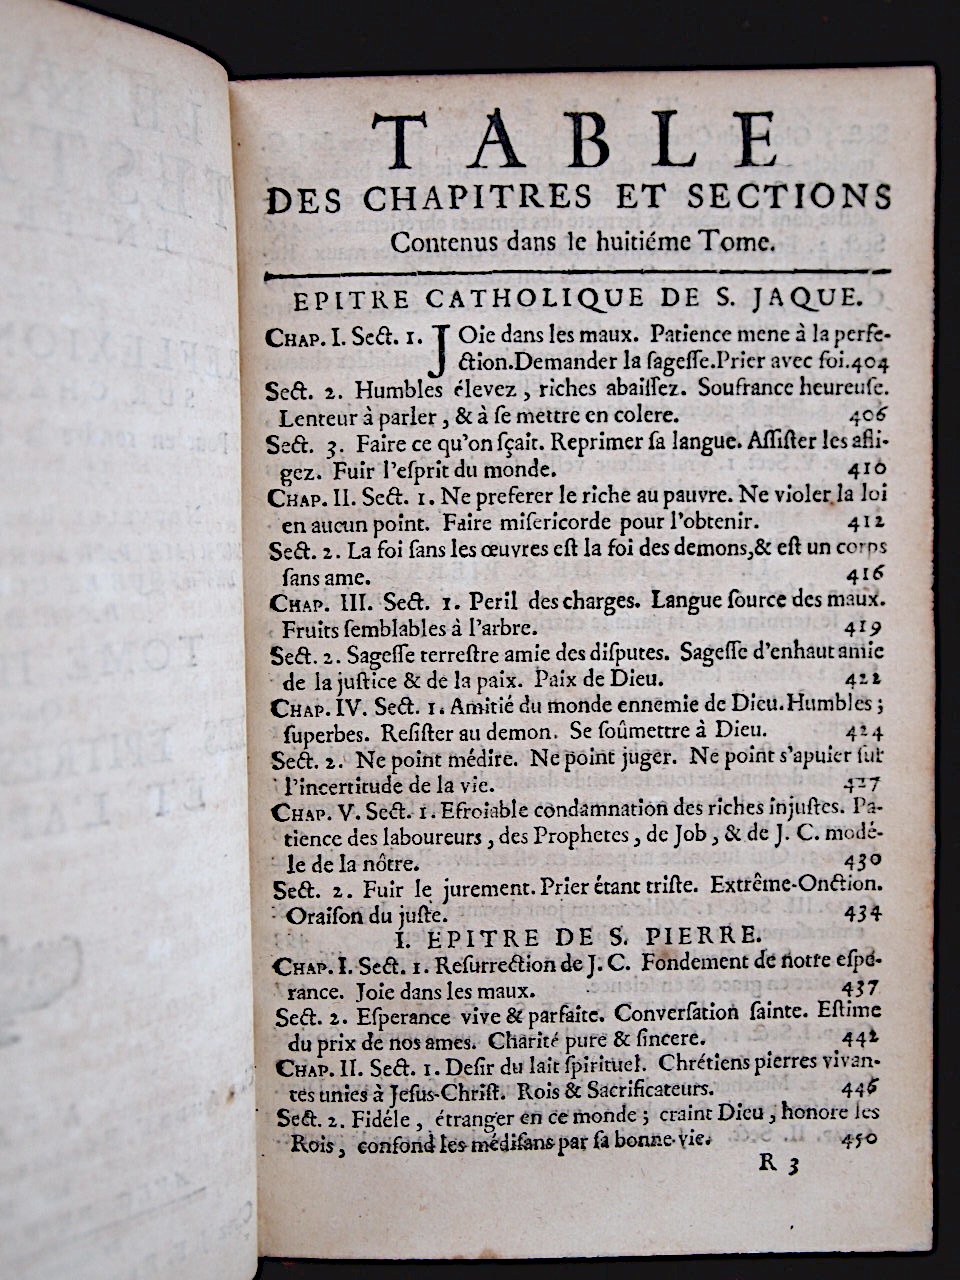 TABLE
DES CHAPITRES ET SECTIONS
Contenus dans le huitiéme Tome.
EPITRE CATHOLIQUE DE S. JAQUE.
CHAP. I. Sect. 1. JOie dans les maux. Patience mene à la perfe-
ction. Demander la ſageſſe. Prier avec foi. 404
Sect. 2. Humbles élevez, riches abaiſſez. Soufrance heureuſe.
Lenteur à parler, & à ſe mettre en colere. 406
Sect. 3. Faire ce qu'on ſçait. Reprimer ſa langue. Aſſiſter les afli-
gez. Fuir l'eſprit du monde. 410
CHAP. II. Sect. 1. Ne preferer le riche au pauvre. Ne violer la loi
en aucun point. Faire miſericorde pour l'obtenir. 412
Sect. 2. La foi ſans les œuvres eſt la foi des demons, & eſt un corps
ſans ame. 416
CHAP. III. Sect. 1. Peril des charges. Langue ſource des maux.
Fruits ſemblables à l'arbre. 419
Sect. 2. Sageſſe terreſtre amie des diſputes. Sageſſe d'enhaut amie
de la juſtice & de la paix. Paix de Dieu. 422
CHAP. IV. Sect. 1. Amitié du monde ennemie de Dieu. Humbles;
ſuperbes. Reſiſter au demon. Se ſoûmettre à Dieu. 424
Sect. 2. Ne point médire. Ne point juger. Ne point s'apuier ſur
l'incertitude de la vie. 427
CHAP. V. Sect. 1. Efroiable condamnation des riches injuſtes. Pa-
tience des laboureurs, des Prophetes, de Job, & de J. C. modé-
le de la nôtre. 430
Sect. 2. Fuir le jurement. Prier étant triſte. Extrême-Onction.
Oraiſon du juſte. 434
I. EPITRE DE S. PIERRE.
CHAP. I. Sect. 1. Reſurrection de J. C. Fondement de notre eſpé-
rance. Joie dans les maux. 437
Sect. 2. Eſperance vive & parfaite. Converſation ſainte. Eſtime
du prix de nos ames. Charité pure & ſincere. 442
CHAP. II. Sect. 1. Deſir du lait ſpirituel. Chrétiens pierres vivan-
tes unies à Jeſus-Chriſt. Rois & Sacrificateurs. 446
Sect. 2. Fidéle, étranger en ce monde; craint Dieu, honore les
Rois, confond les médiſans par ſa bonne vie. 450
R 3